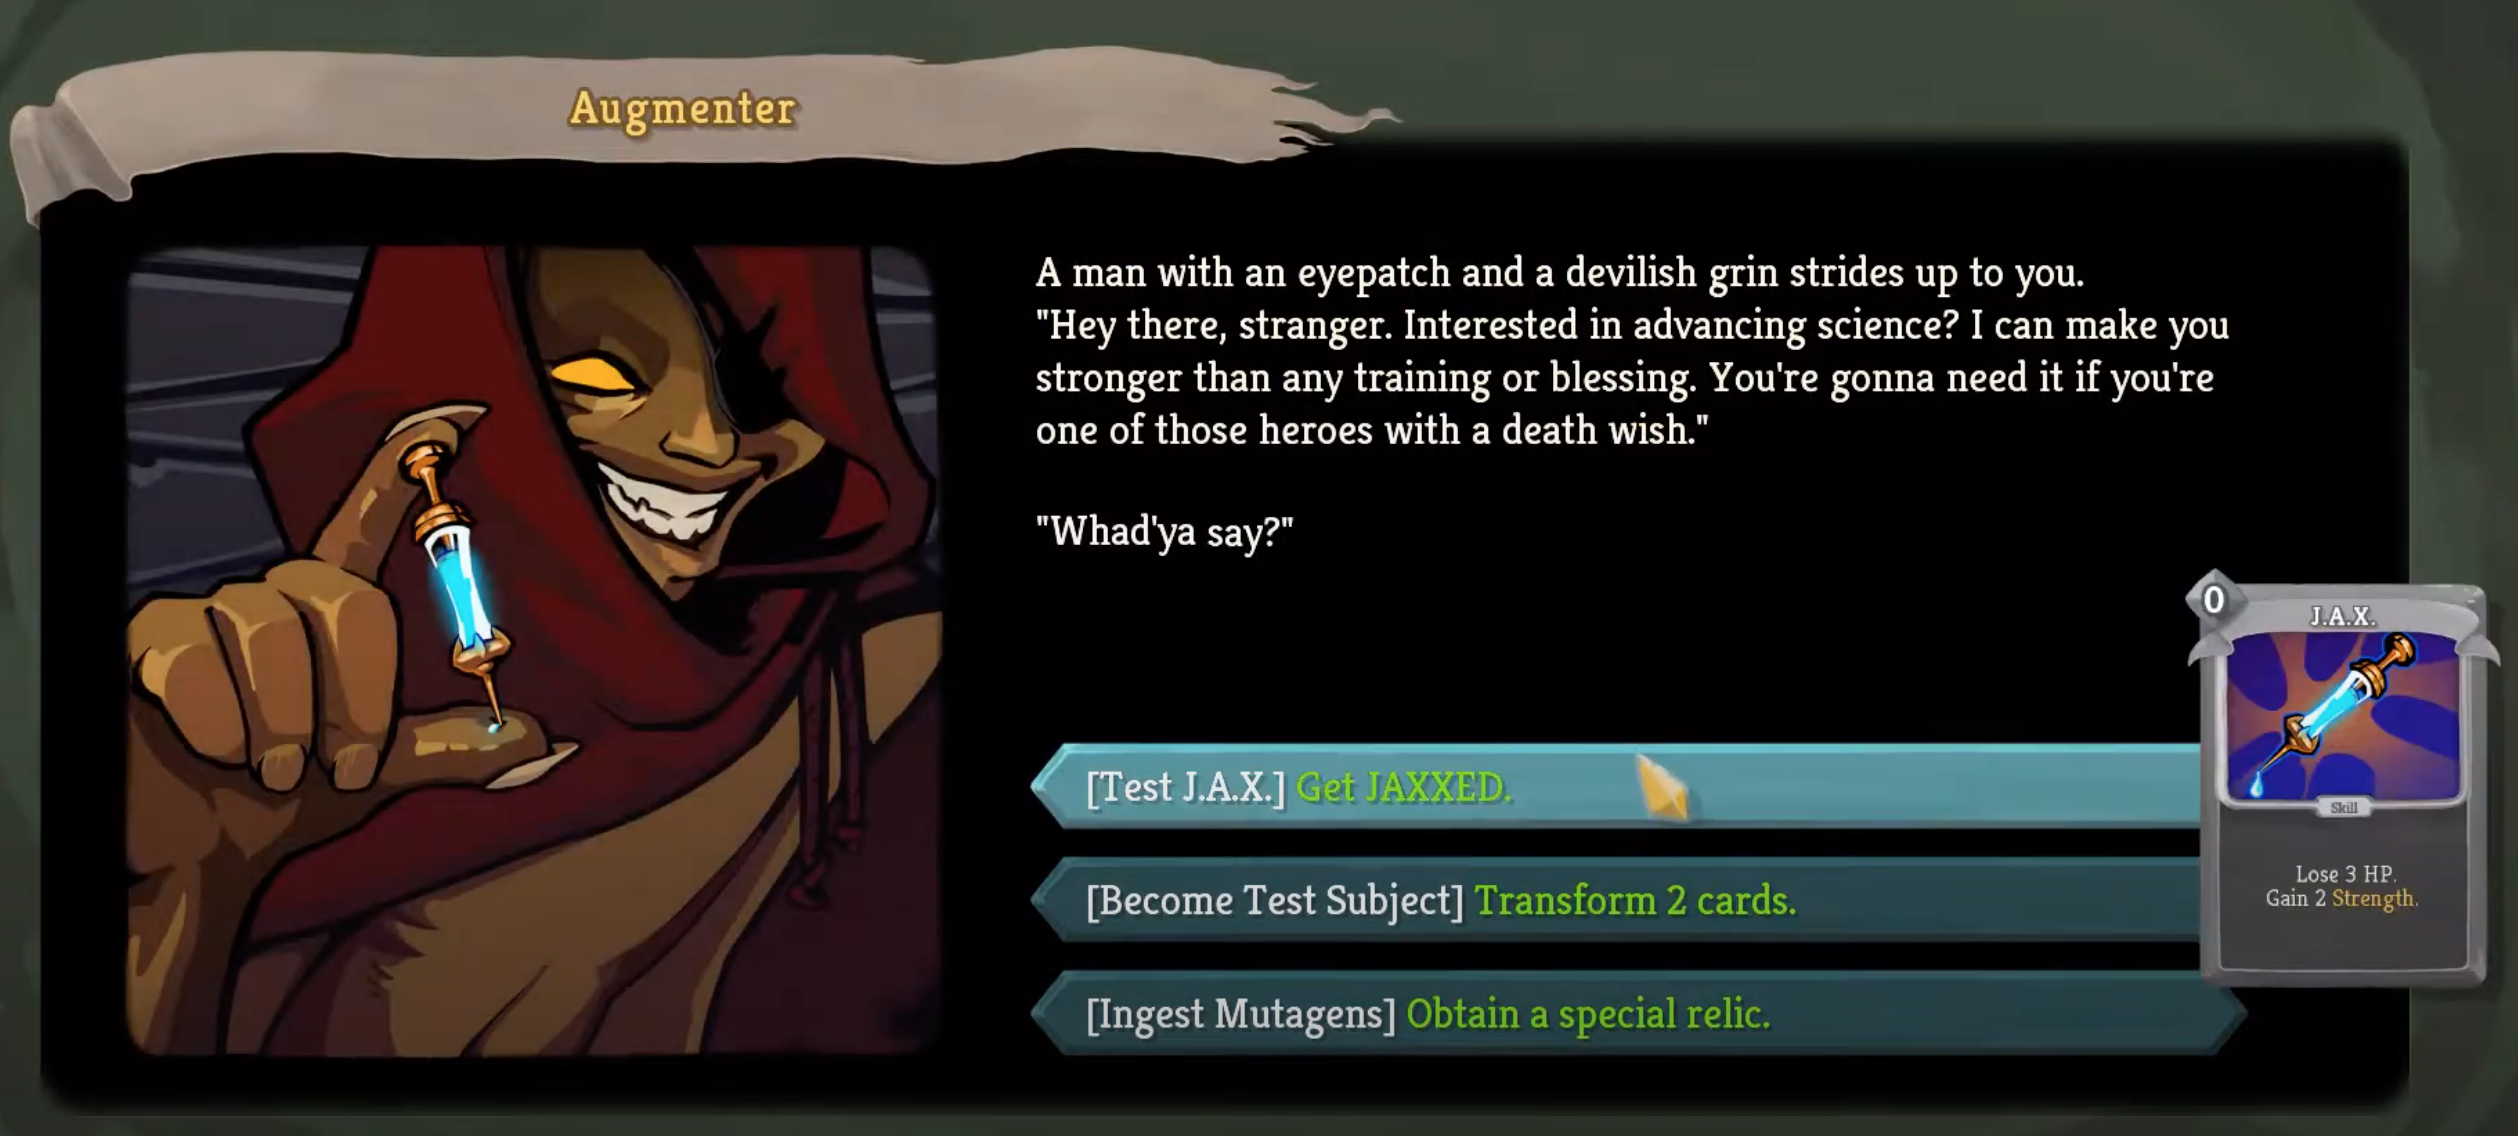 Augmenter
A man with an eyepatch and a devilish grin strides up to you.
"Hey there, stranger. Interested in advancing science? I can make you
stronger than any training or blessing. You're gonna need it if you're
one of those heroes with a death wish."
"Whad'ya say?"
[Test J.A.X.] Get JAXXED.
[Become Test Subject] Transform 2 cards.
[Ingest Mutagens] Obtain a special relic.
0
J.A.X.
Skill
Lose 3 HP.
Gain 2 Strength.